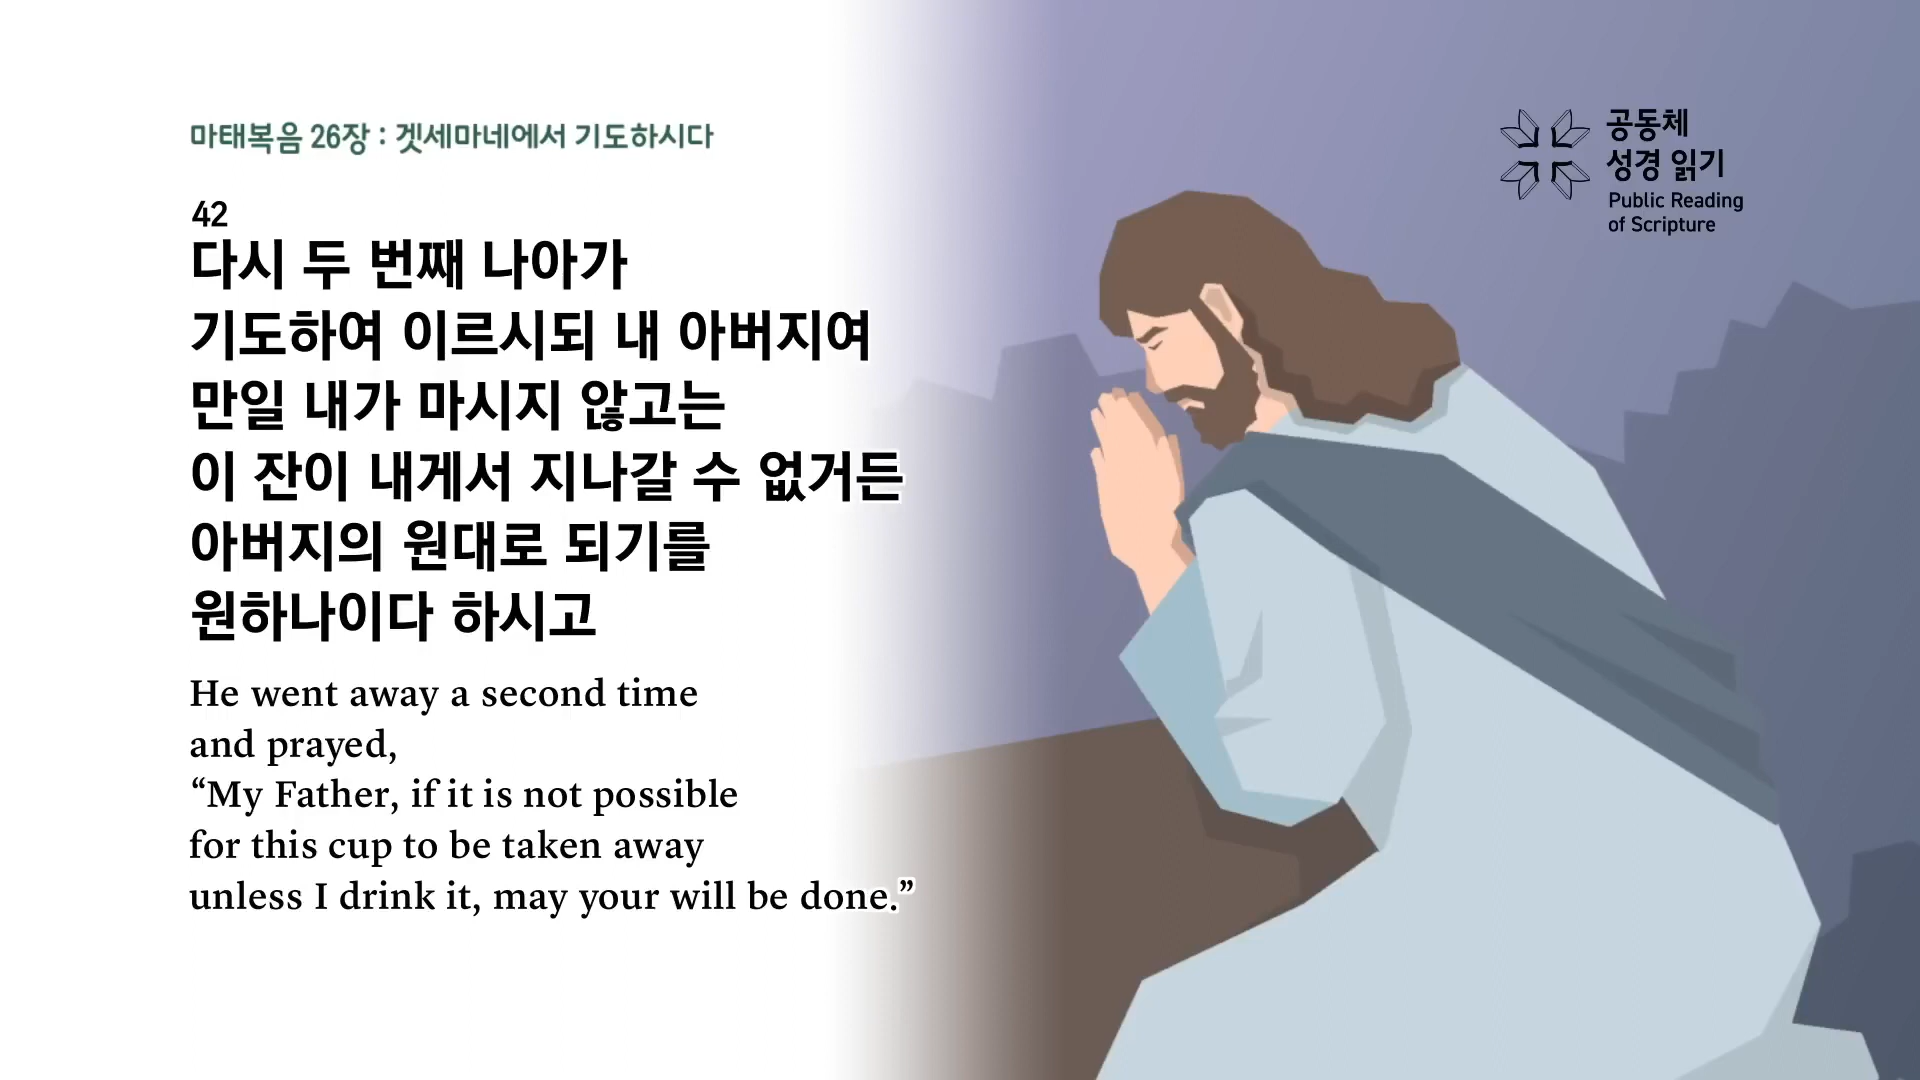 마태복음 26장 : 겟세마네에서 기도하시다
42
다시 두 번째 나아가
기도하여 이르시되 내 아버지여
만일 내가 마시지 않고는
이 잔이 내게서 지나갈 수 없거든
아버지의 원대로 되기를
원하나이다 하시고
He went away a second time
and prayed,
“My Father, if it is not possible
for this cup to be taken away
unless I drink it, may your will be done.”
공동체
성경 읽기
Public Reading
of Scripture